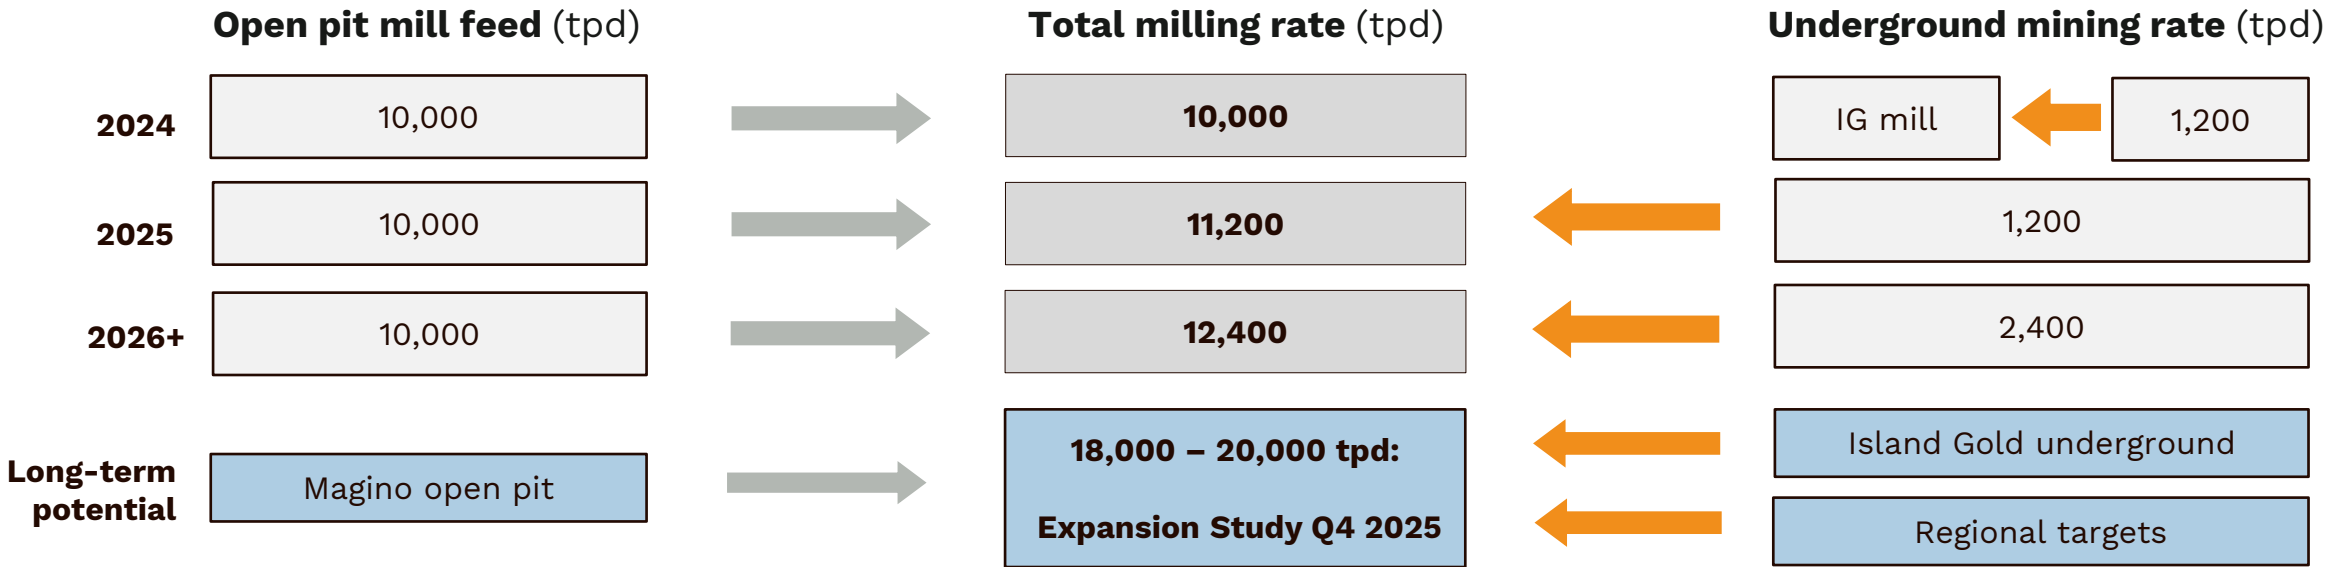 Open pit mill feed (tpd)
Total milling rate (tpd)
Underground mining rate (tpd)
2024
10,000
10,000
IG mill
1,200
2025
10,000
11,200
1,200
2026+
10,000
12,400
2,400
Long-term
potential
Magino open pit
18,000 – 20,000 tpd:
Expansion Study Q4 2025
Island Gold underground
Regional targets